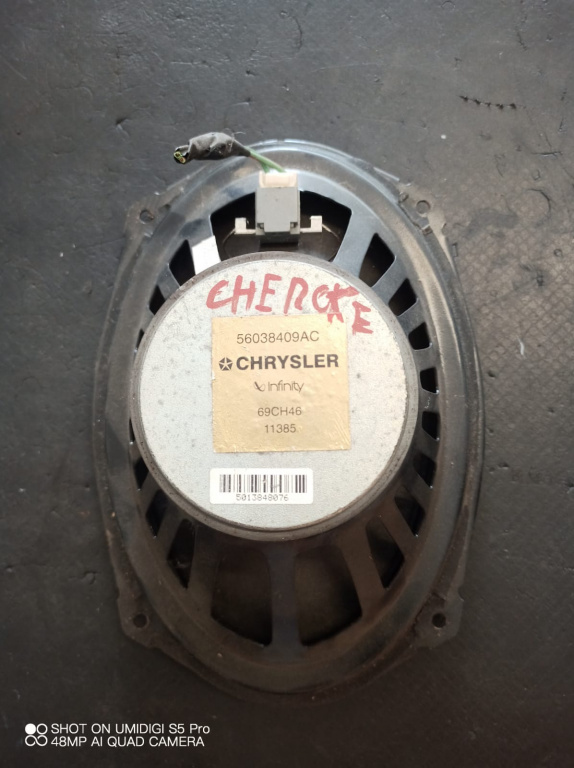 CHEROKE
56038409AC
CHRYSLER
Infinity
69CH46
11385
5013848076
SHOT ON UMIDIGI S5 Pro
48MP AI QUAD CAMERA